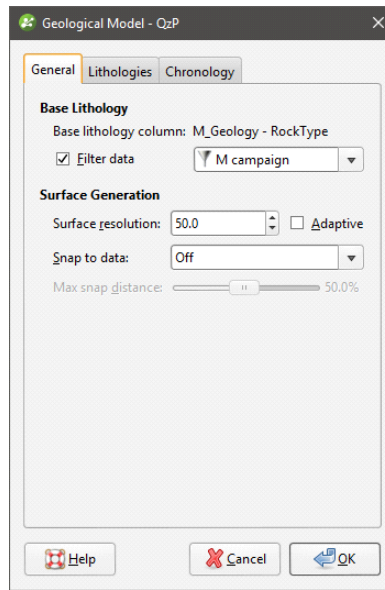 Geological Model - QzP
General Lithologies Chronology
Base Lithology
Base lithology column: M_Geology - RockType
Filter data M campaign
Surface Generation
Surface resolution: 50.0 Adaptive
Snap to data: Off
Max snap distance: 50.0%
Help Cancel OK